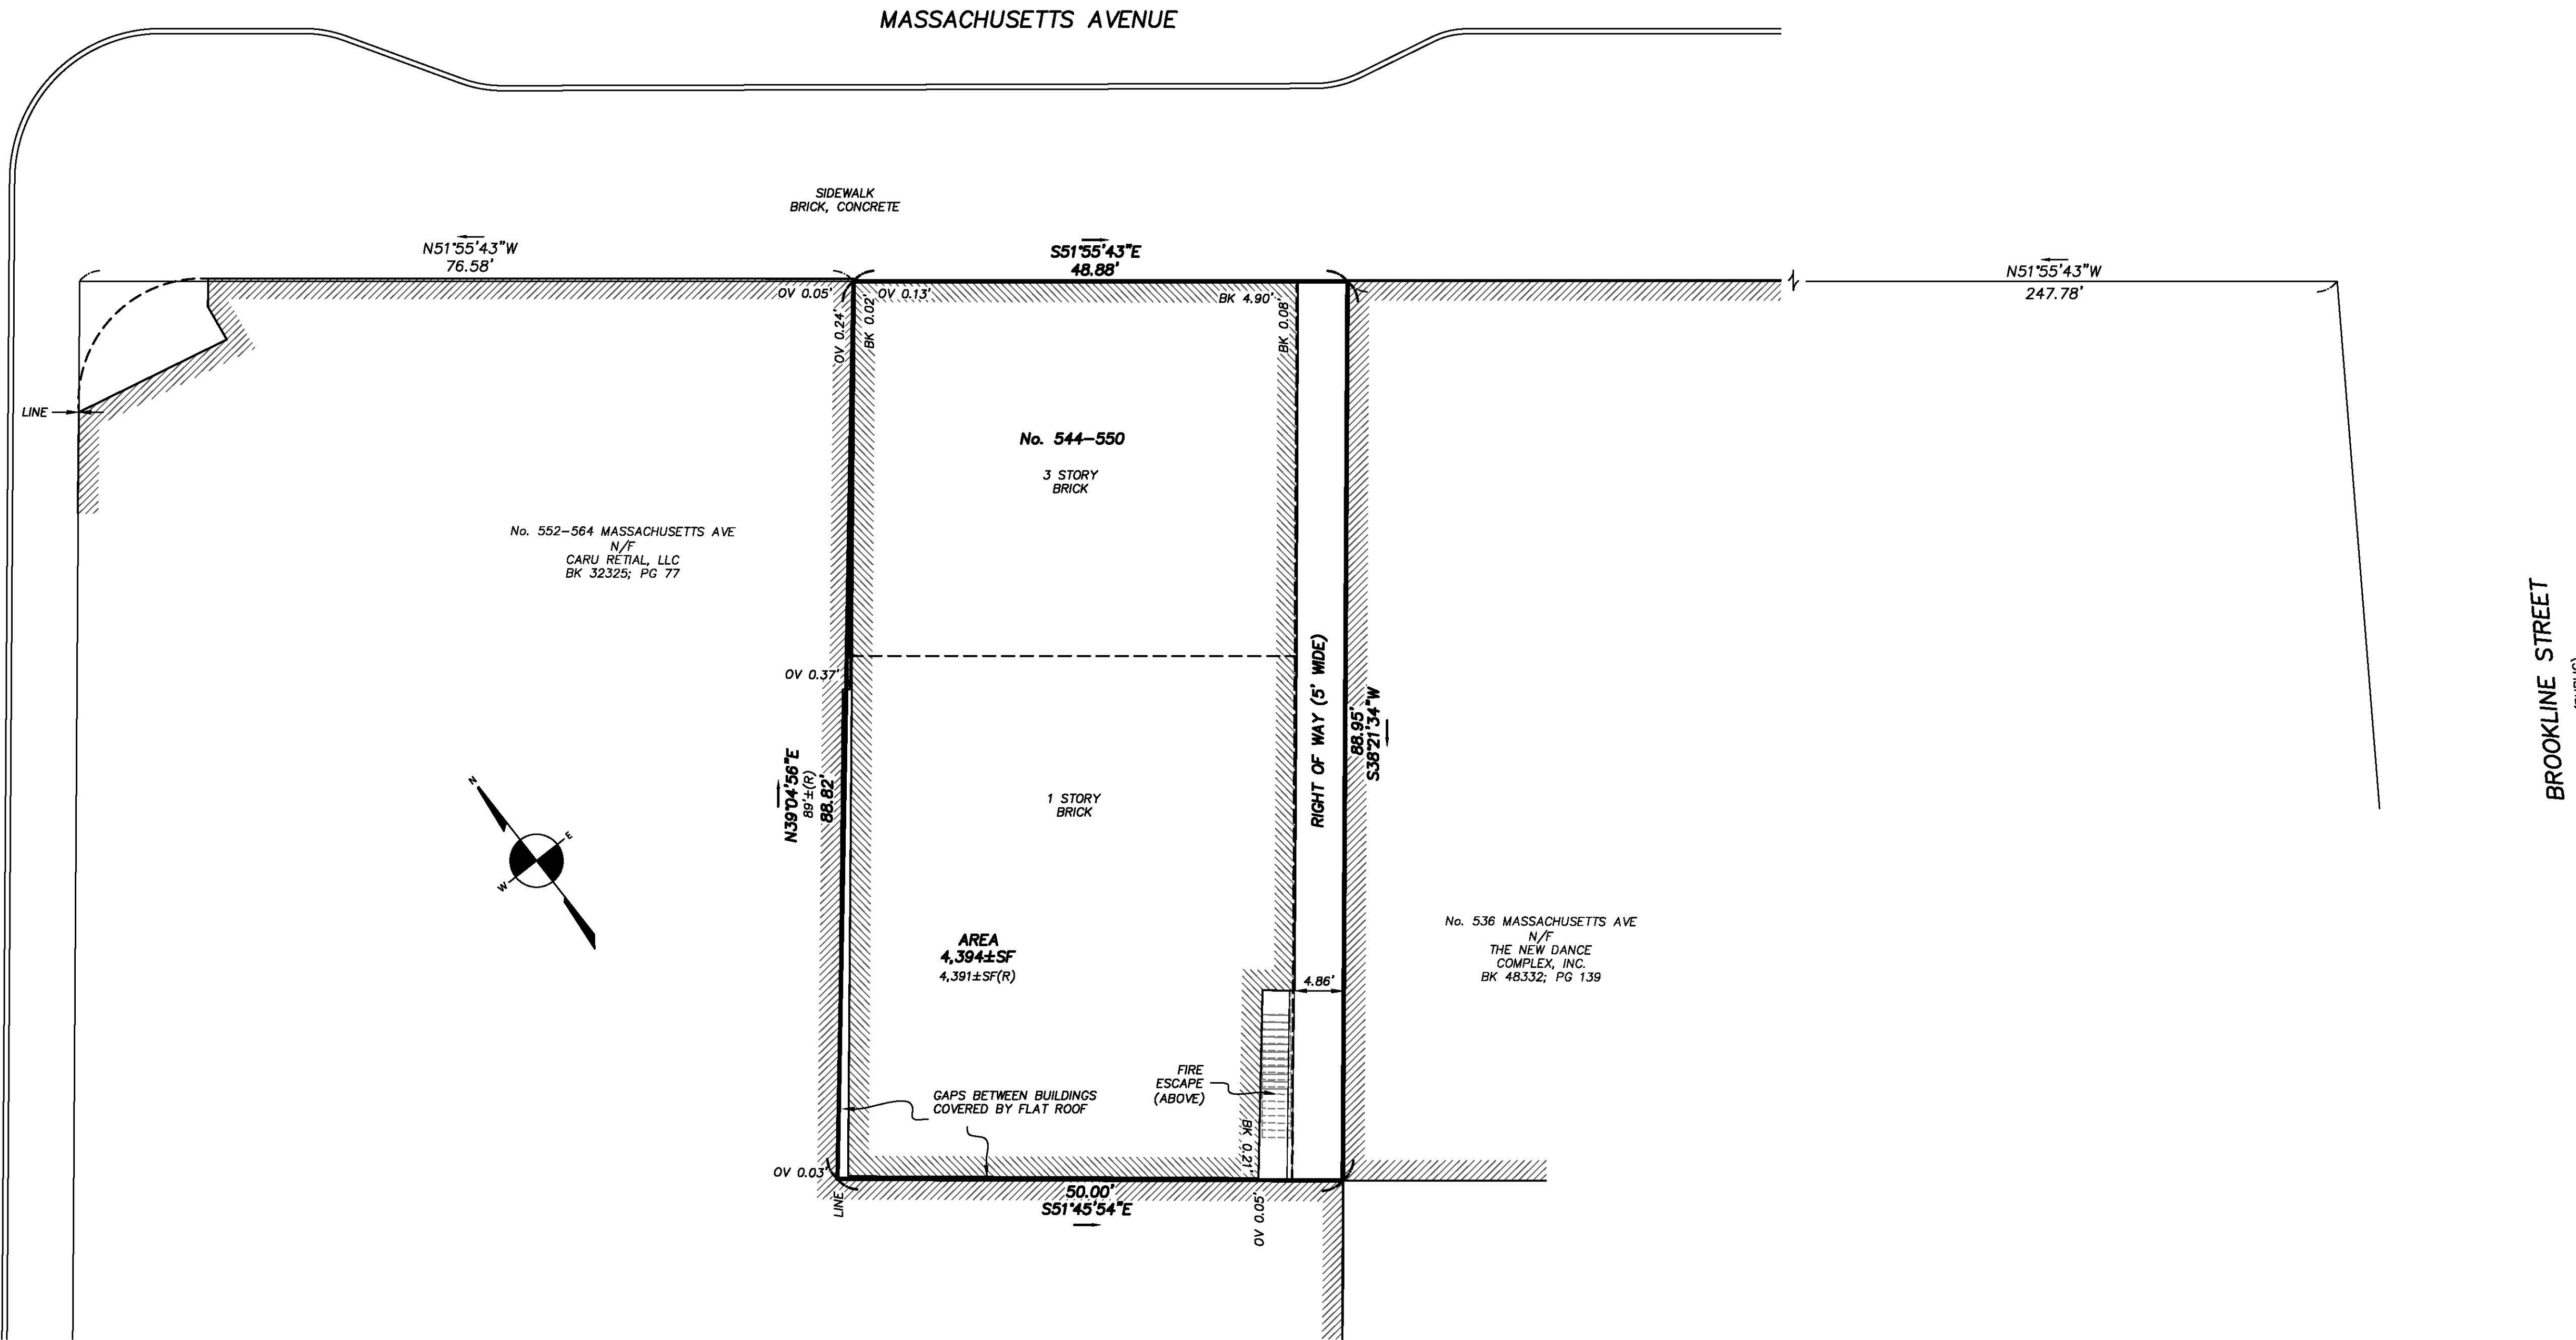 MASSACHUSETTS AVENUE
SIDEWALK
BRICK, CONCRETE
N51°55'43"W
76.58'
S51°55'43"E
48.88'
N51°55'43"W
247.78'
OV 0.05'
OV 0.13'
BK 4.90'
OV 0.24'
BK 0.02'
BK 0.08'
LINE
No. 544-550
3 STORY
BRICK
No. 552-564 MASSACHUSETTS AVE
N/F
CARU RETIAL, LLC
BK 32325; PG 77
OV 0.37'
RIGHT OF WAY (5' WIDE)
88.95'
S38°21'34"W
BROOKLINE STREET
N39°04'56"E
89'±(R)
88.82'
1 STORY
BRICK
N
E
W
AREA
4,394±SF
4,391±SF(R)
4.86'
No. 536 MASSACHUSETTS AVE
N/F
THE NEW DANCE
COMPLEX, INC.
BK 48332; PG 139
FIRE
ESCAPE
(ABOVE)
GAPS BETWEEN BUILDINGS
COVERED BY FLAT ROOF
BK 0.21'
OV 0.03'
LINE
50.00'
S51°45'54"E
OV 0.05'